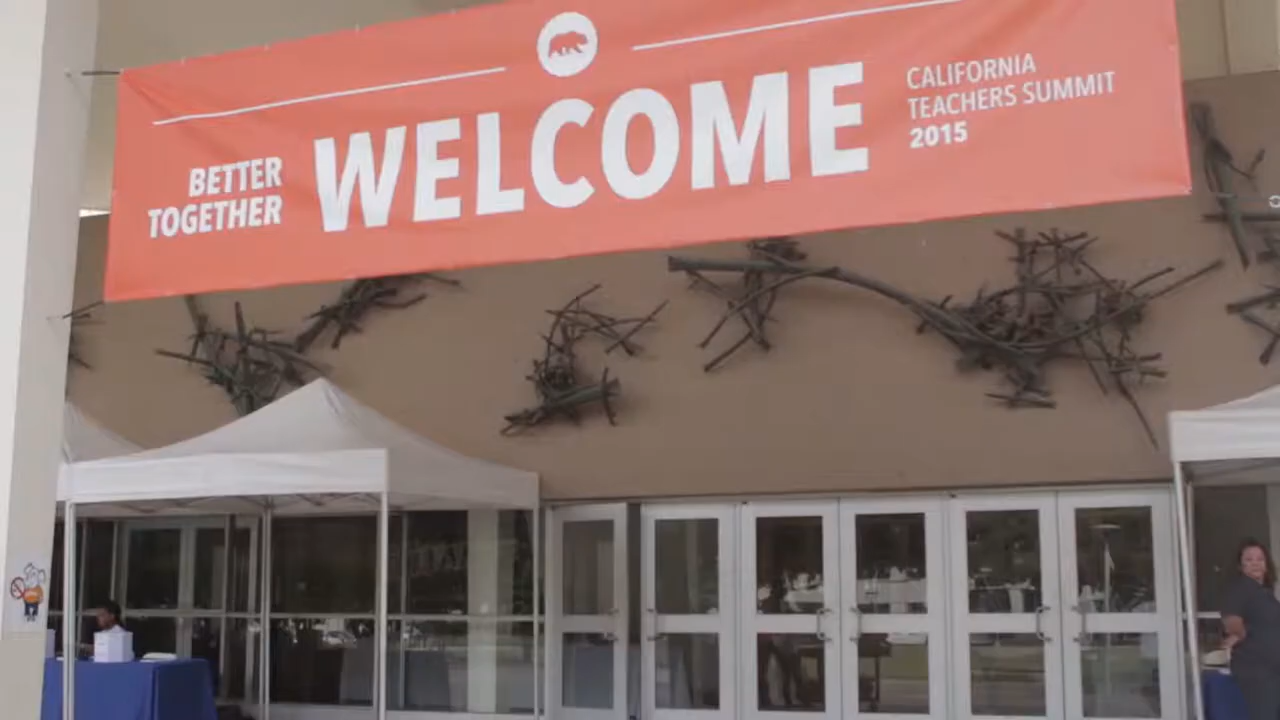 BETTER
TOGETHER
WELCOME
CALIFORNIA
TEACHERS SUMMIT
2015